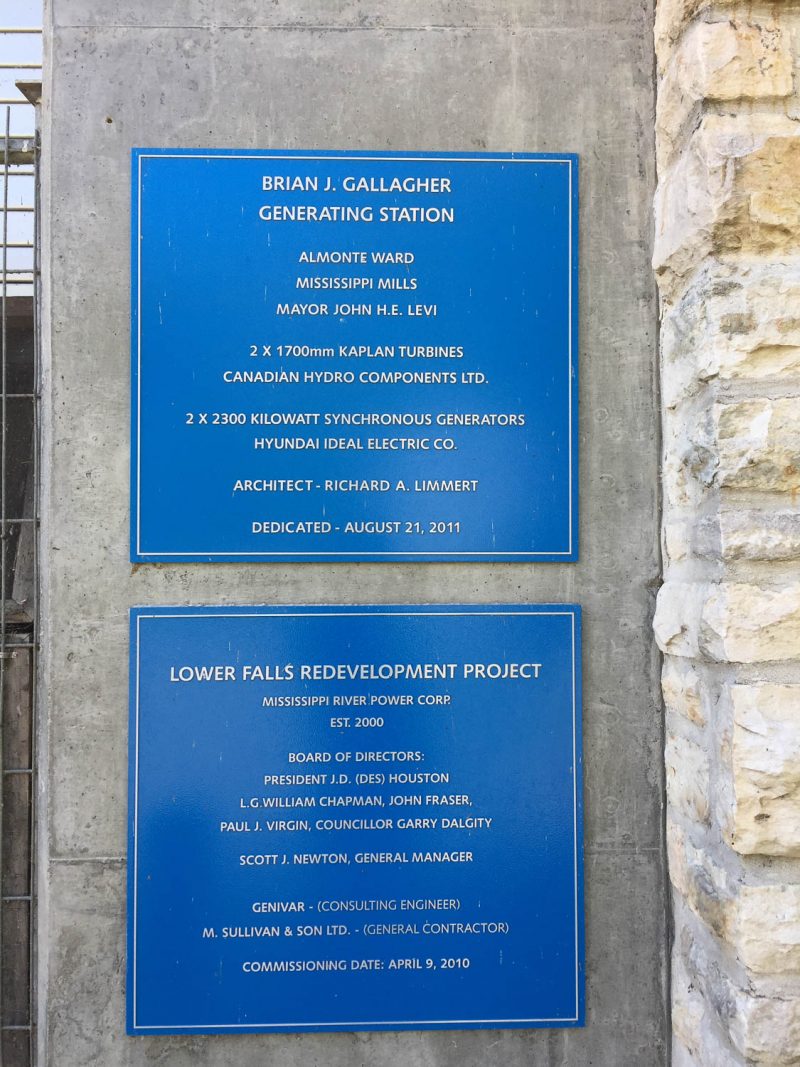 BRIAN J. GALLAGHER
GENERATING STATION
ALMONTE WARD
MISSISSIPPI MILLS
MAYOR JOHN H.E. LEVI
2 X 1700mm KAPLAN TURBINES
CANADIAN HYDRO COMPONENTS LTD.
2 X 2300 KILOWATT SYNCHRONOUS GENERATORS
HYUNDAI IDEAL ELECTRIC CO.
ARCHITECT - RICHARD A. LIMMERT
DEDICATED - AUGUST 21, 2011
LOWER FALLS REDEVELOPMENT PROJECT
MISSISSIPPI RIVER POWER CORP.
EST. 2000
BOARD OF DIRECTORS:
PRESIDENT J.D. (DES) HOUSTON
L.G.WILLIAM CHAPMAN, JOHN FRASER,
PAUL J. VIRGIN, COUNCILLOR GARRY DALGITY
SCOTT J. NEWTON, GENERAL MANAGER
GENIVAR - (CONSULTING ENGINEER)
M. SULLIVAN & SON LTD. - (GENERAL CONTRACTOR)
COMMISSIONING DATE: APRIL 9, 2010